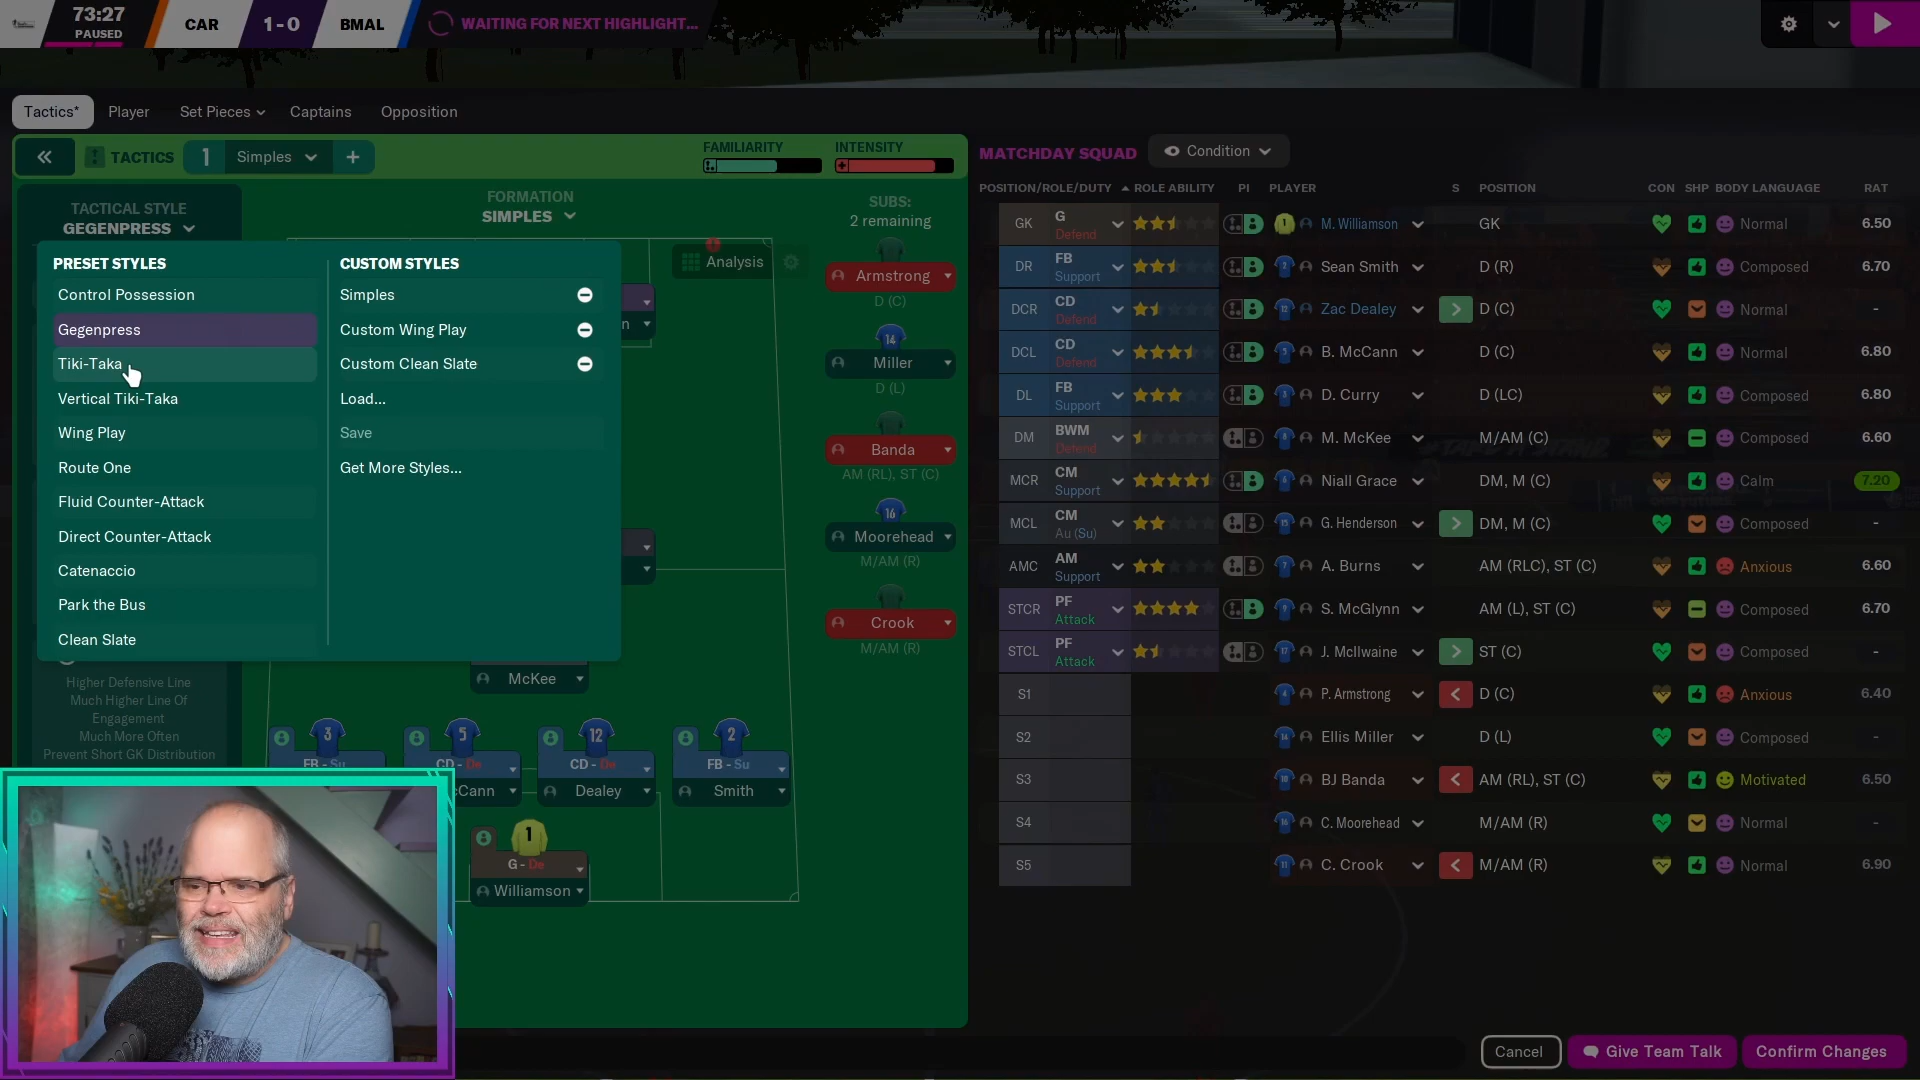 73:27
PAUSED
CAR
1 - 0
BMAL
WAITING FOR NEXT HIGHLIGHT...
Tactics*
Player
Set Pieces
Captains
Opposition
TACTICS
1
Simples
FAMILIARITY
INTENSITY
TACTICAL STYLE
GEGENPRESS
FORMATION
SIMPLES
SUBS:
2 remaining
PRESET STYLES
Control Possession
Gegenpress
Tiki-Taka
Vertical Tiki-Taka
Wing Play
Route One
Fluid Counter-Attack
Direct Counter-Attack
Catenaccio
Park the Bus
Clean Slate
CUSTOM STYLES
Simples
Custom Wing Play
Custom Clean Slate
Load...
Save
Get More Styles...
Analysis
n
Armstrong
D (C)
14
Miller
D (L)
Banda
AM (RL), ST (C)
16
Moorehead
M/AM (R)
Crook
M/AM (R)
Higher Defensive Line
Much Higher Line Of
Engagement
Much More Often
Prevent Short GK Distribution
McKee
3
FB - Su
5
CD - De
cCann
12
CD - De
Dealey
2
FB - Su
Smith
1
G - De
Williamson
MATCHDAY SQUAD
Condition
POSITION/ROLE/DUTY ROLE ABILITY PI PLAYER S POSITION CON SHP BODY LANGUAGE RAT
GK G Defend M. Williamson GK Normal 6.50
DR FB Support Sean Smith D (R) Composed 6.70
DCR CD Defend Zac Dealey D (C) Normal -
DCL CD Defend B. McCann D (C) Normal 6.80
DL FB Support D. Curry D (LC) Composed 6.80
DM BWM Defend M. McKee M/AM (C) Composed 6.60
MCR CM Support Niall Grace DM, M (C) Calm 7.20
MCL CM Au (Su) G. Henderson DM, M (C) Composed -
AMC AM Support A. Burns AM (RLC), ST (C) Anxious 6.60
STCR PF Attack S. McGlynn AM (L), ST (C) Composed 6.70
STCL PF Attack J. McIlwaine ST (C) Composed -
S1 P. Armstrong D (C) Anxious 6.40
S2 Ellis Miller D (L) Composed -
S3 BJ Banda AM (RL), ST (C) Motivated 6.50
S4 C. Moorehead M/AM (R) Normal -
S5 C. Crook M/AM (R) Normal 6.90
Cancel
Give Team Talk
Confirm Changes